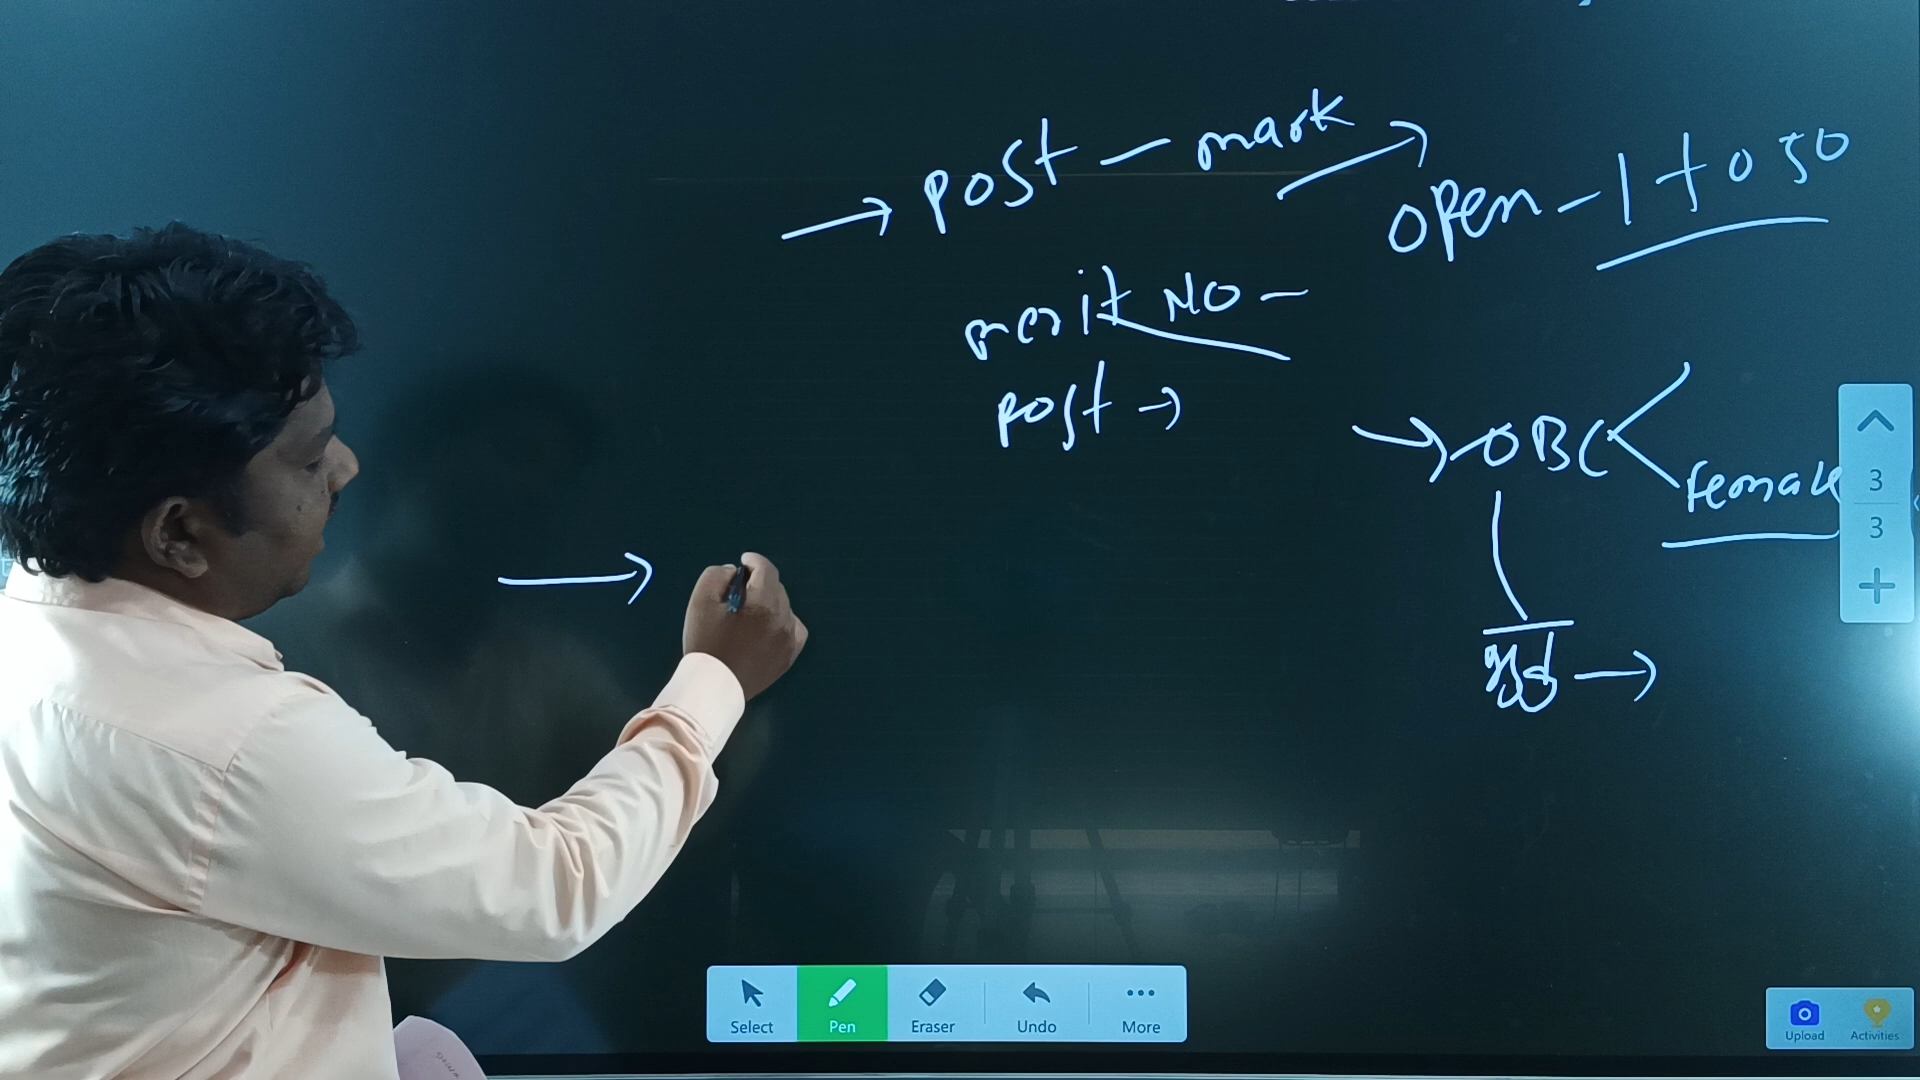 → post – mark →
open – 1 to 50
merit NO –
post →
→ OBC <
female
3
3
Select Pen Eraser Undo More
Upload Activities